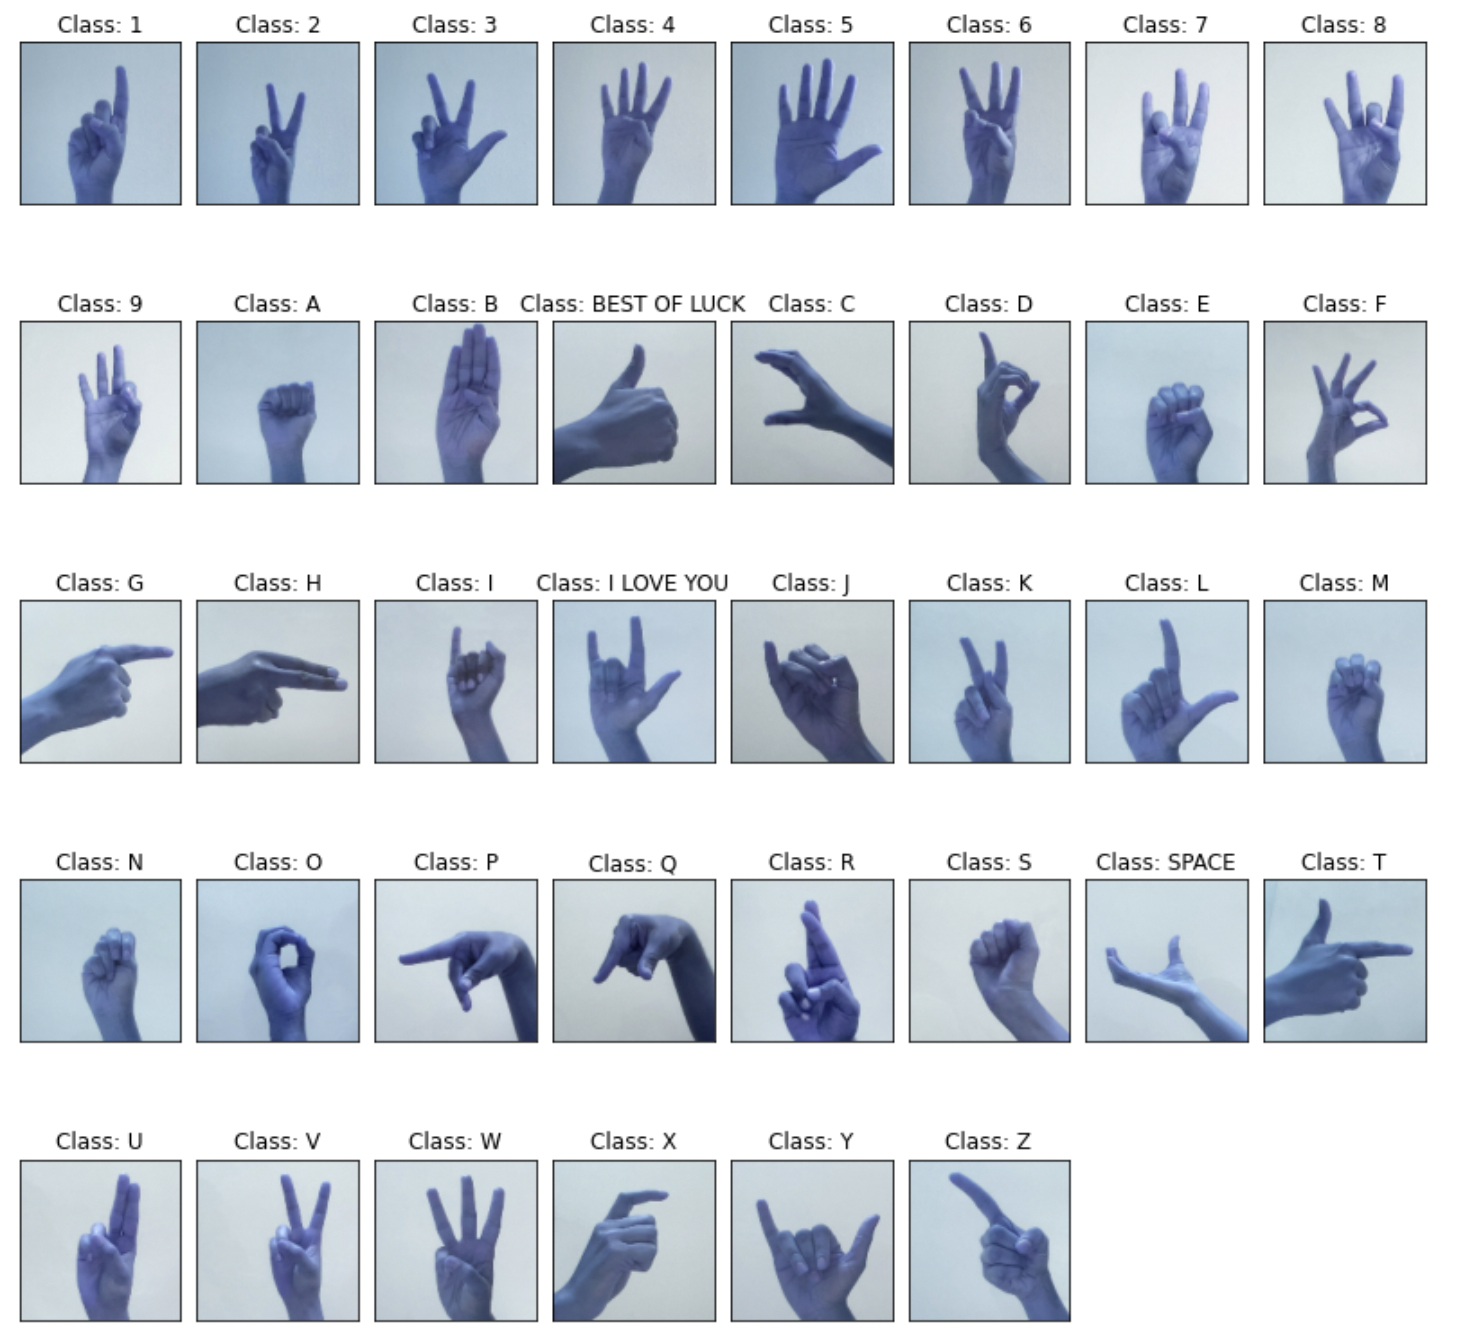 Class: 1 Class: 2 Class: 3 Class: 4 Class: 5 Class: 6 Class: 7 Class: 8
Class: 9 Class: A Class: B Class: BEST OF LUCK Class: C Class: D Class: E Class: F
Class: G Class: H Class: I Class: I LOVE YOU Class: J Class: K Class: L Class: M
Class: N Class: O Class: P Class: Q Class: R Class: S Class: SPACE Class: T
Class: U Class: V Class: W Class: X Class: Y Class: Z